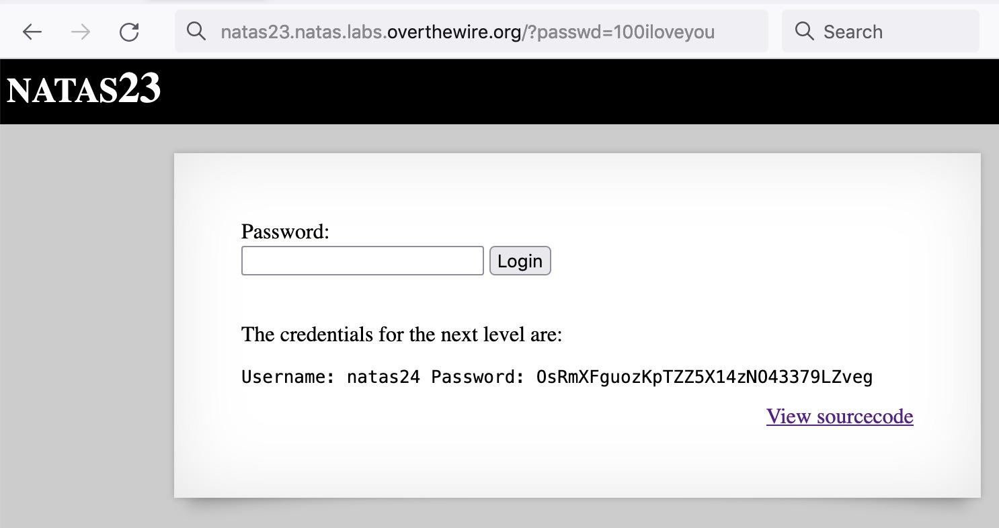 natas23.natas.labs.overthewire.org/?passwd=100iloveyou
Search
NATAS23
Password:
Login
The credentials for the next level are:
Username: natas24 Password: OsRmXFguozKpTZZ5X14zNO43379LZveg
View sourcecode